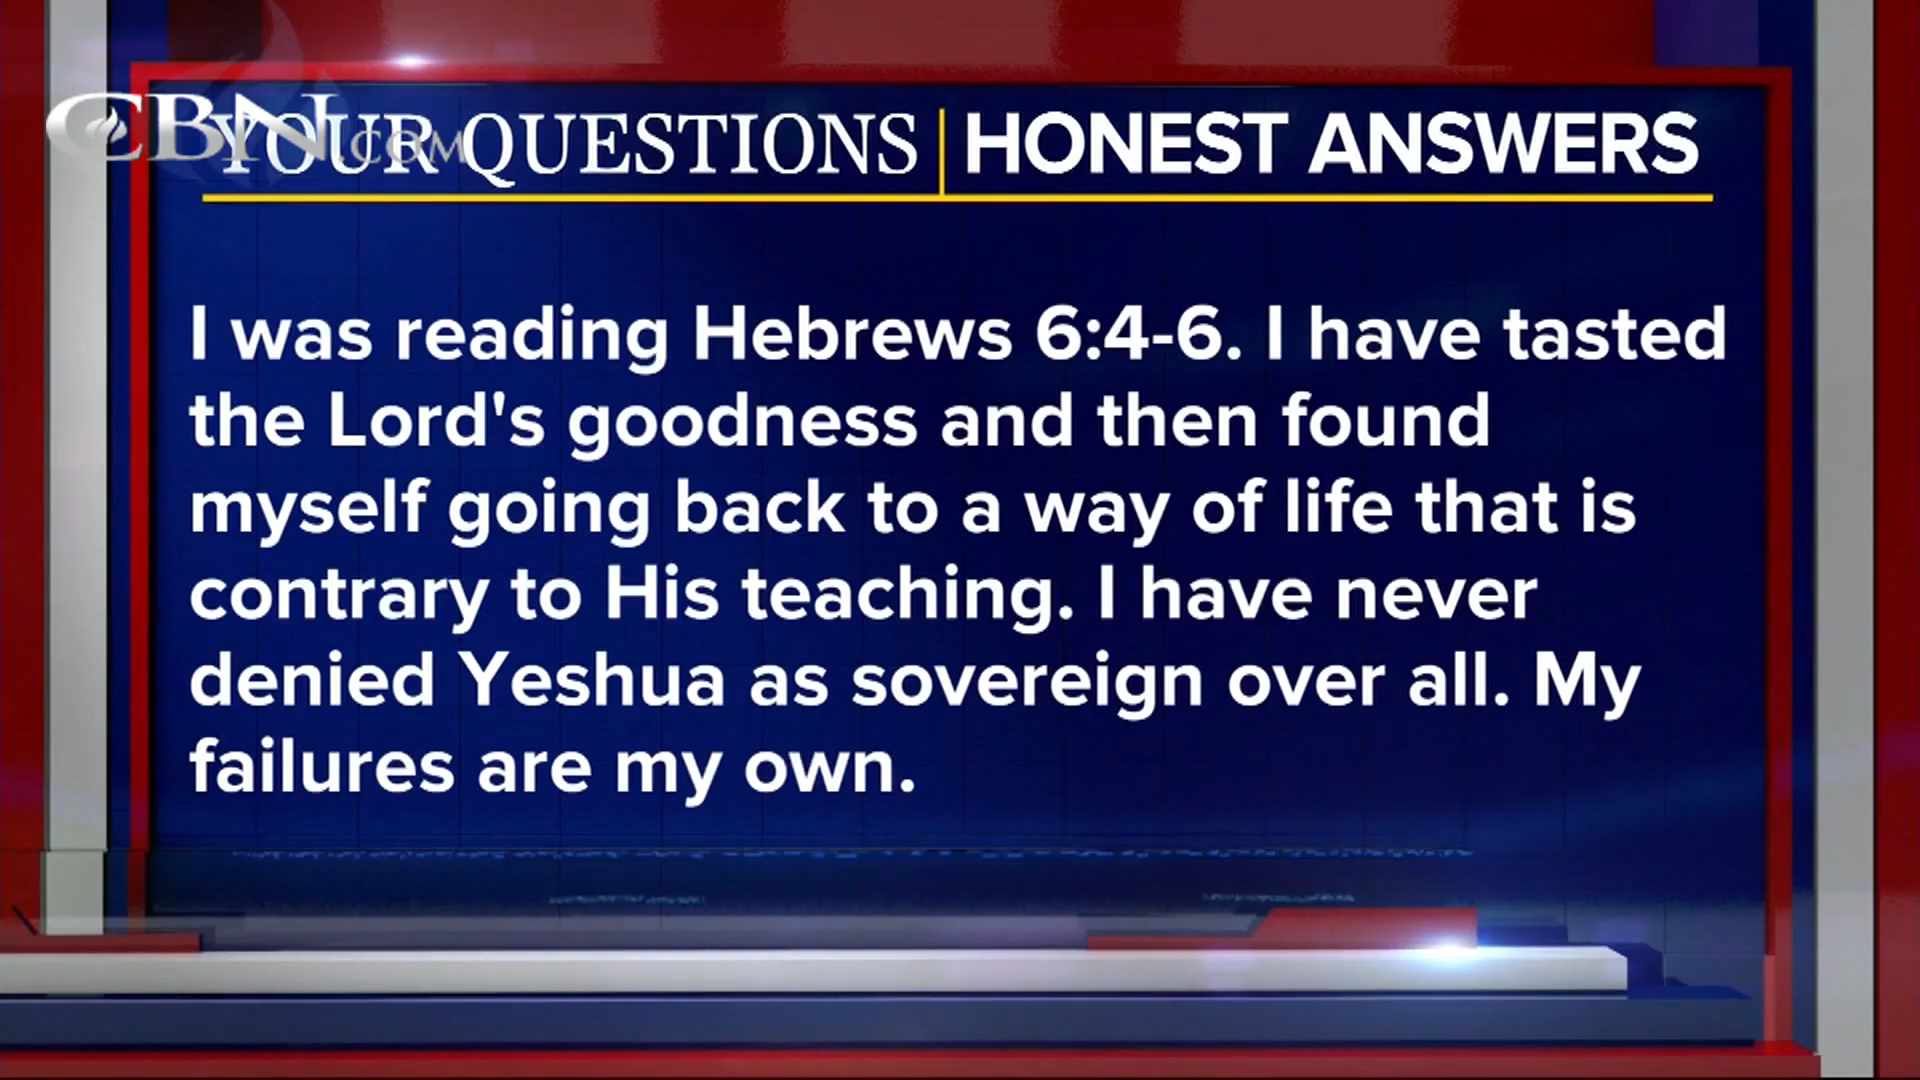 CBN.COM
YOUR QUESTIONS | HONEST ANSWERS
I was reading Hebrews 6:4-6. I have tasted
the Lord's goodness and then found
myself going back to a way of life that is
contrary to His teaching. I have never
denied Yeshua as sovereign over all. My
failures are my own.